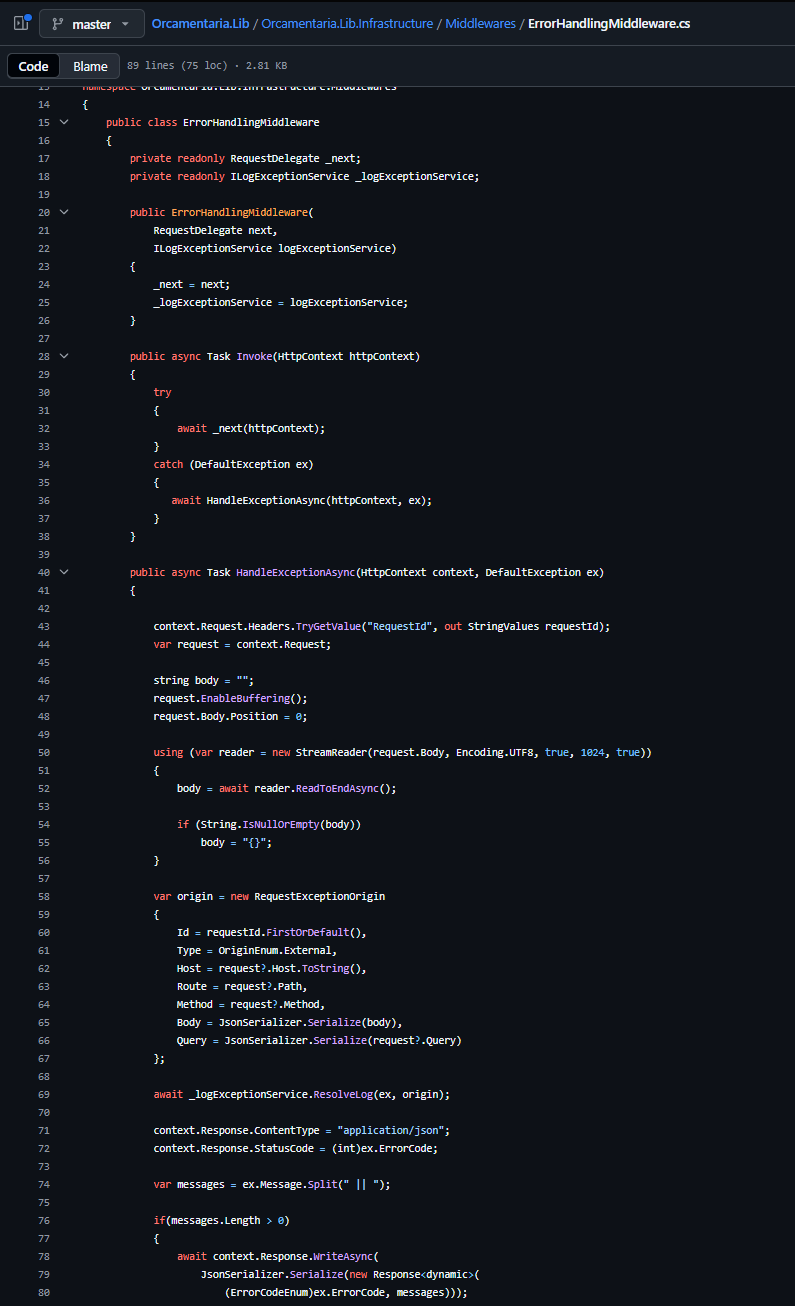 master
Orcamentaria.Lib / Orcamentaria.Lib.Infrastructure / Middlewares / ErrorHandlingMiddleware.cs
Code Blame 89 lines (75 loc) · 2.81 KB
13 namespace Orcamentaria.Lib.Infrastructure.Middlewares
14 {
15 public class ErrorHandlingMiddleware
16 {
17 private readonly RequestDelegate _next;
18 private readonly ILogExceptionService _logExceptionService;
19
20 public ErrorHandlingMiddleware(
21 RequestDelegate next,
22 ILogExceptionService logExceptionService)
23 {
24 _next = next;
25 _logExceptionService = logExceptionService;
26 }
27
28 public async Task Invoke(HttpContext httpContext)
29 {
30 try
31 {
32 await _next(httpContext);
33 }
34 catch (DefaultException ex)
35 {
36 await HandleExceptionAsync(httpContext, ex);
37 }
38 }
39
40 public async Task HandleExceptionAsync(HttpContext context, DefaultException ex)
41 {
42
43 context.Request.Headers.TryGetValue("RequestId", out StringValues requestId);
44 var request = context.Request;
45
46 string body = "";
47 request.EnableBuffering();
48 request.Body.Position = 0;
49
50 using (var reader = new StreamReader(request.Body, Encoding.UTF8, true, 1024, true))
51 {
52 body = await reader.ReadToEndAsync();
53
54 if (String.IsNullOrEmpty(body))
55 body = "{}";
56 }
57
58 var origin = new RequestExceptionOrigin
59 {
60 Id = requestId.FirstOrDefault(),
61 Type = OriginEnum.External,
62 Host = request?.Host.ToString(),
63 Route = request?.Path,
64 Method = request?.Method,
65 Body = JsonSerializer.Serialize(body),
66 Query = JsonSerializer.Serialize(request?.Query)
67 };
68
69 await _logExceptionService.ResolveLog(ex, origin);
70
71 context.Response.ContentType = "application/json";
72 context.Response.StatusCode = (int)ex.ErrorCode;
73
74 var messages = ex.Message.Split(" || ");
75
76 if(messages.Length > 0)
77 {
78 await context.Response.WriteAsync(
79 JsonSerializer.Serialize(new Response<dynamic>(
80 (ErrorCodeEnum)ex.ErrorCode, messages)));